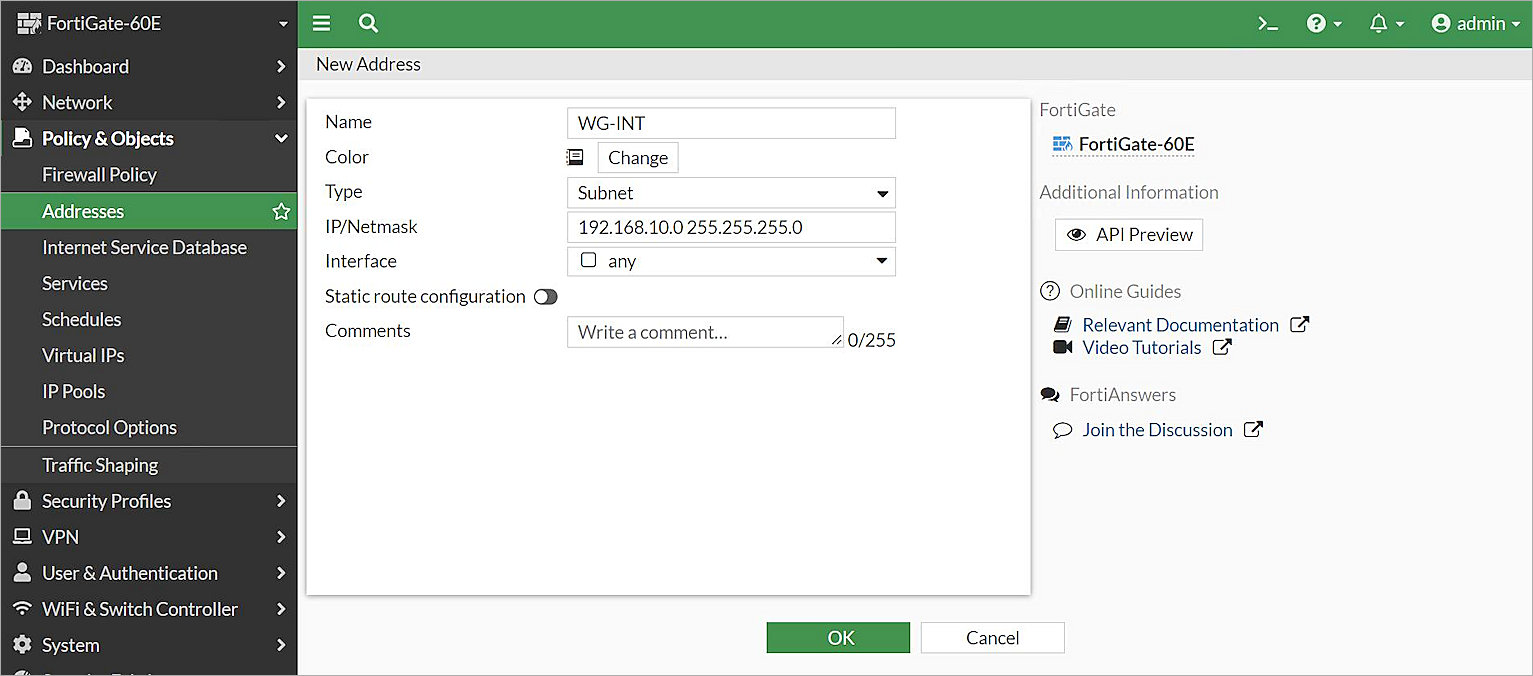 FortiGate-60E
admin
Dashboard
Network
Policy & Objects
Firewall Policy
Addresses
Internet Service Database
Services
Schedules
Virtual IPs
IP Pools
Protocol Options
Traffic Shaping
Security Profiles
VPN
User & Authentication
WiFi & Switch Controller
System
New Address
Name WG-INT
Color Change
Type Subnet
IP/Netmask 192.168.10.0 255.255.255.0
Interface any
Static route configuration
Comments Write a comment... 0/255
OK Cancel
FortiGate
FortiGate-60E
Additional Information
API Preview
Online Guides
Relevant Documentation
Video Tutorials
FortiAnswers
Join the Discussion